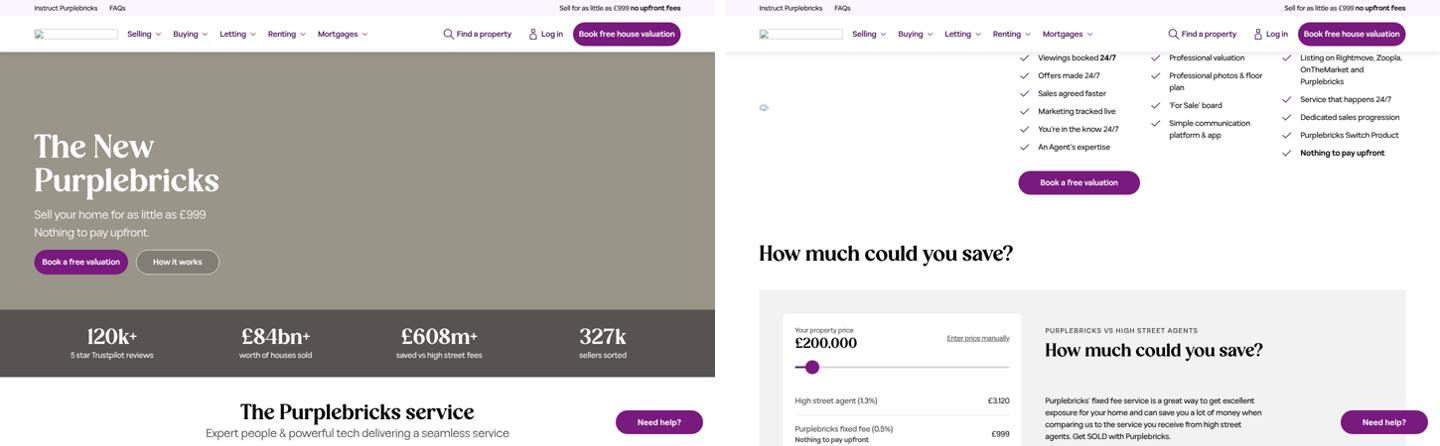 Instruct Purplebricks FAQs Sell for as little as £999 no upfront fees
Selling Buying Letting Renting Mortgages Find a property Log in Book free house valuation
The New
Purplebricks
Sell your home for as little as £999
Nothing to pay upfront.
Book a free valuation How it works
120k+ £84bn+ £608m+ 327k
5 star Trustpilot reviews worth of houses sold saved vs high street fees sellers sorted
The Purplebricks service
Expert people & powerful tech delivering a seamless service
Need help?
Instruct Purplebricks FAQs Sell for as little as £999 no upfront fees
Selling Buying Letting Renting Mortgages Find a property Log in Book free house valuation
Viewings booked 24/7
Offers made 24/7
Sales agreed faster
Marketing tracked live
You're in the know 24/7
An Agent's expertise
Professional valuation
Professional photos & floor
plan
'For Sale' board
Simple communication
platform & app
Listing on Rightmove, Zoopla,
OnTheMarket and
Purplebricks
Service that happens 24/7
Dedicated sales progression
Purplebricks Switch Product
Nothing to pay upfront
Book a free valuation
How much could you save?
Your property price
£200.000 Enter price manually
High street agent (1.3%) £3,120
Purplebricks fixed fee (0.5%) £999
Nothing to pay upfront
PURPLEBRICKS VS HIGH STREET AGENTS
How much could you save?
Purplebricks' fixed fee service is a great way to get excellent
exposure for your home and can save you a lot of money when
comparing us to the service you receive from high street
agents. Get SOLD with Purplebricks.
Need help?